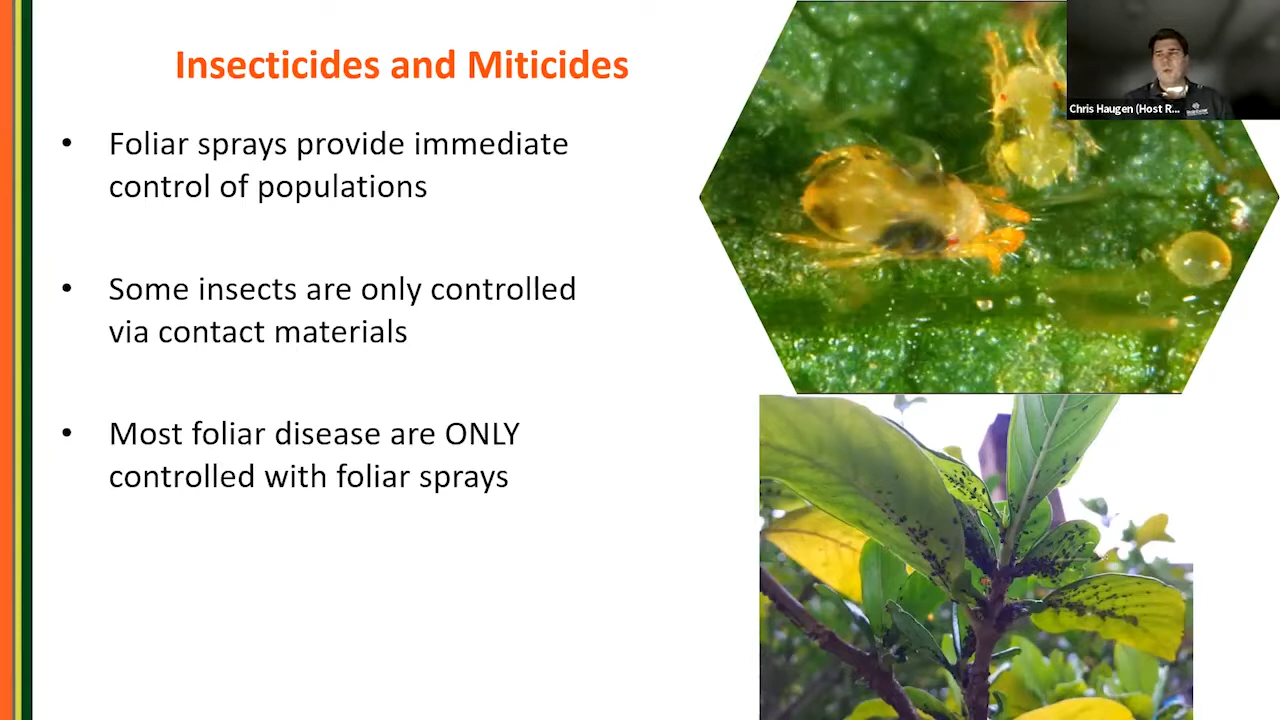 Insecticides and Miticides
Chris Haugen (Host R...
• Foliar sprays provide immediate
control of populations
• Some insects are only controlled
via contact materials
• Most foliar disease are ONLY
controlled with foliar sprays